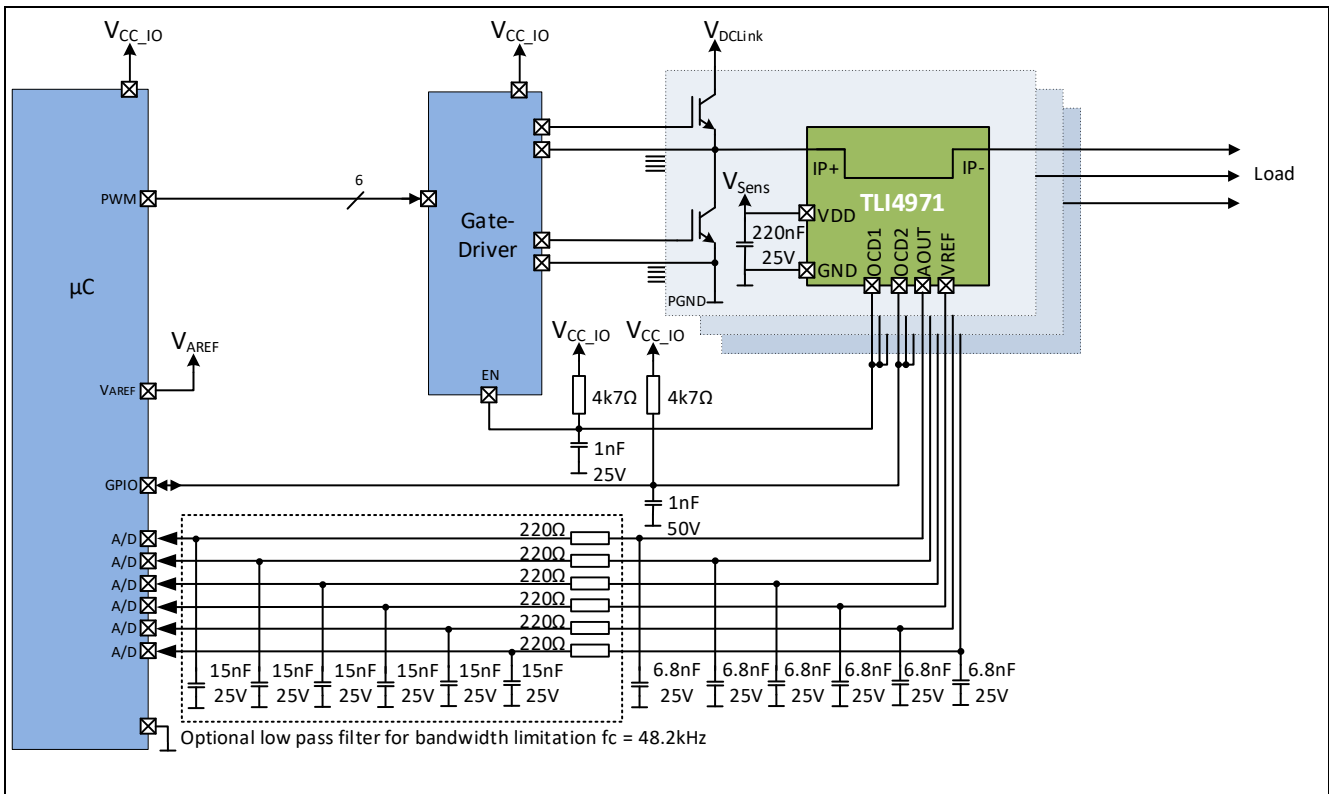 VCC_IO
VCC_IO
VDCLink
PWM
6
Gate-
Driver
µC
IP+
IP-
TLI4971
Load
VSens
VDD
220nF
25V
GND
OCD1
OCD2
AOUT
VREF
PGND
VAREF
VAREF
EN
VCC_IO
VCC_IO
4k7Ω
4k7Ω
1nF
25V
GPIO
1nF
50V
A/D
220Ω
A/D
220Ω
A/D
220Ω
A/D
220Ω
A/D
220Ω
A/D
220Ω
15nF 15nF 15nF 15nF 15nF 15nF
25V 25V 25V 25V 25V 25V
6.8nF 6.8nF 6.8nF 6.8nF 6.8nF 6.8nF
25V 25V 25V 25V 25V 25V
Optional low pass filter for bandwidth limitation fc = 48.2kHz